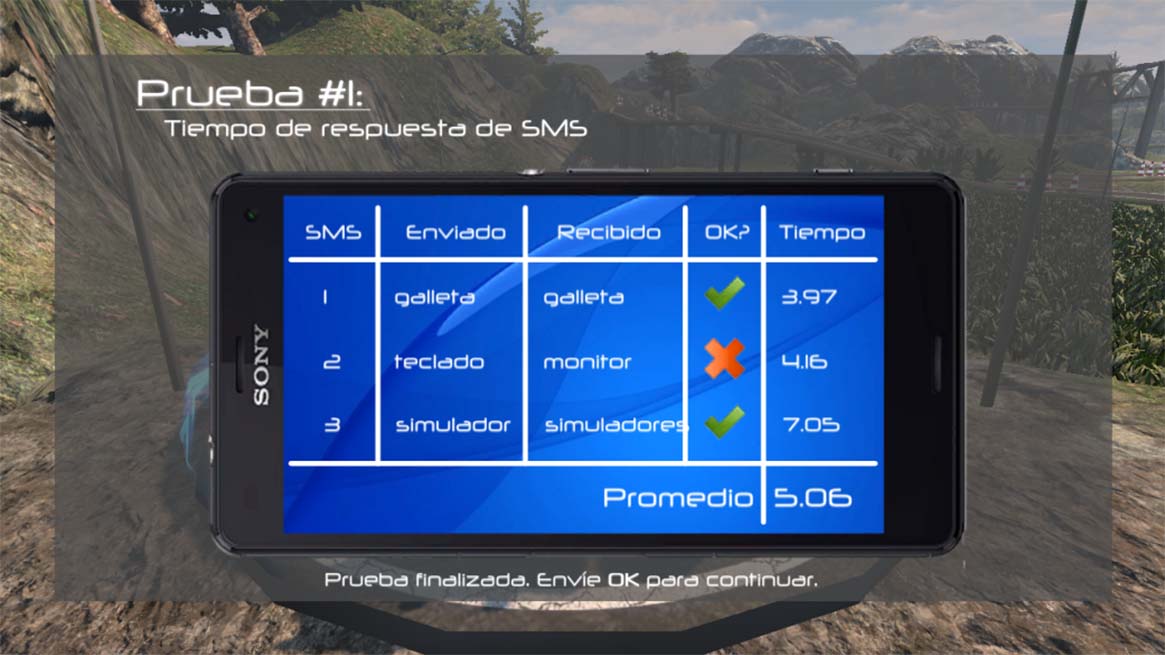 Prueba #1:
Tiempo de respuesta de SMS
SONY
SMS Enviado Recibido OK? Tiempo
1 galleta galleta 3.97
2 teclado monitor 4.16
3 simulador simuladores 7.05
Promedio 5.06
Prueba finalizada. Envíe OK para continuar.